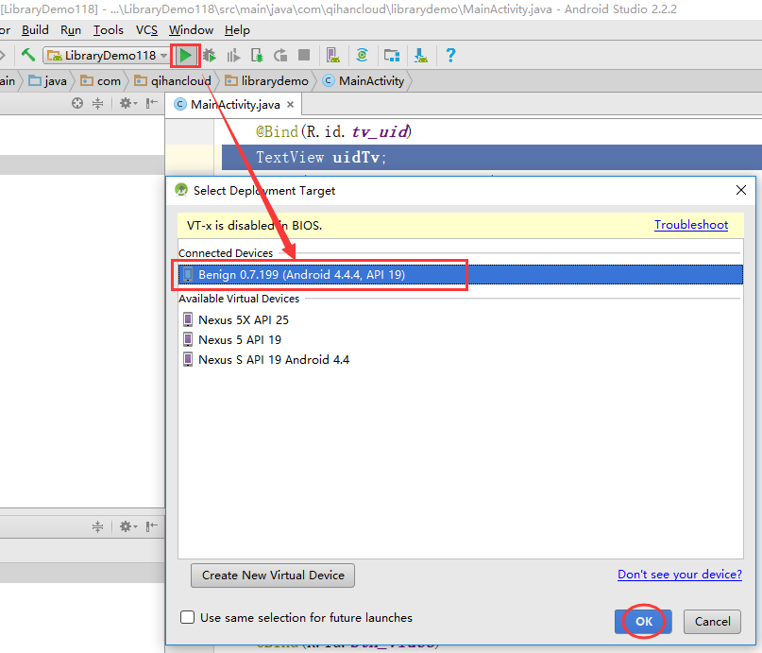 [LibraryDemo118] - ...\LibraryDemo118\src\main\java\com\qihancloud\librarydemo\MainActivity.java - Android Studio 2.2.2
or Build Run Tools VCS Window Help
LibraryDemo118
ain java com qihancloud librarydemo MainActivity
MainActivity.java
@Bind(R.id.tv_uid)
TextView uidTv;
Select Deployment Target
VT-x is disabled in BIOS. Troubleshoot
Connected Devices
Benign 0.7.199 (Android 4.4.4, API 19)
Available Virtual Devices
Nexus 5X API 25
Nexus 5 API 19
Nexus S API 19 Android 4.4
Create New Virtual Device Don't see your device?
Use same selection for future launches
OK Cancel